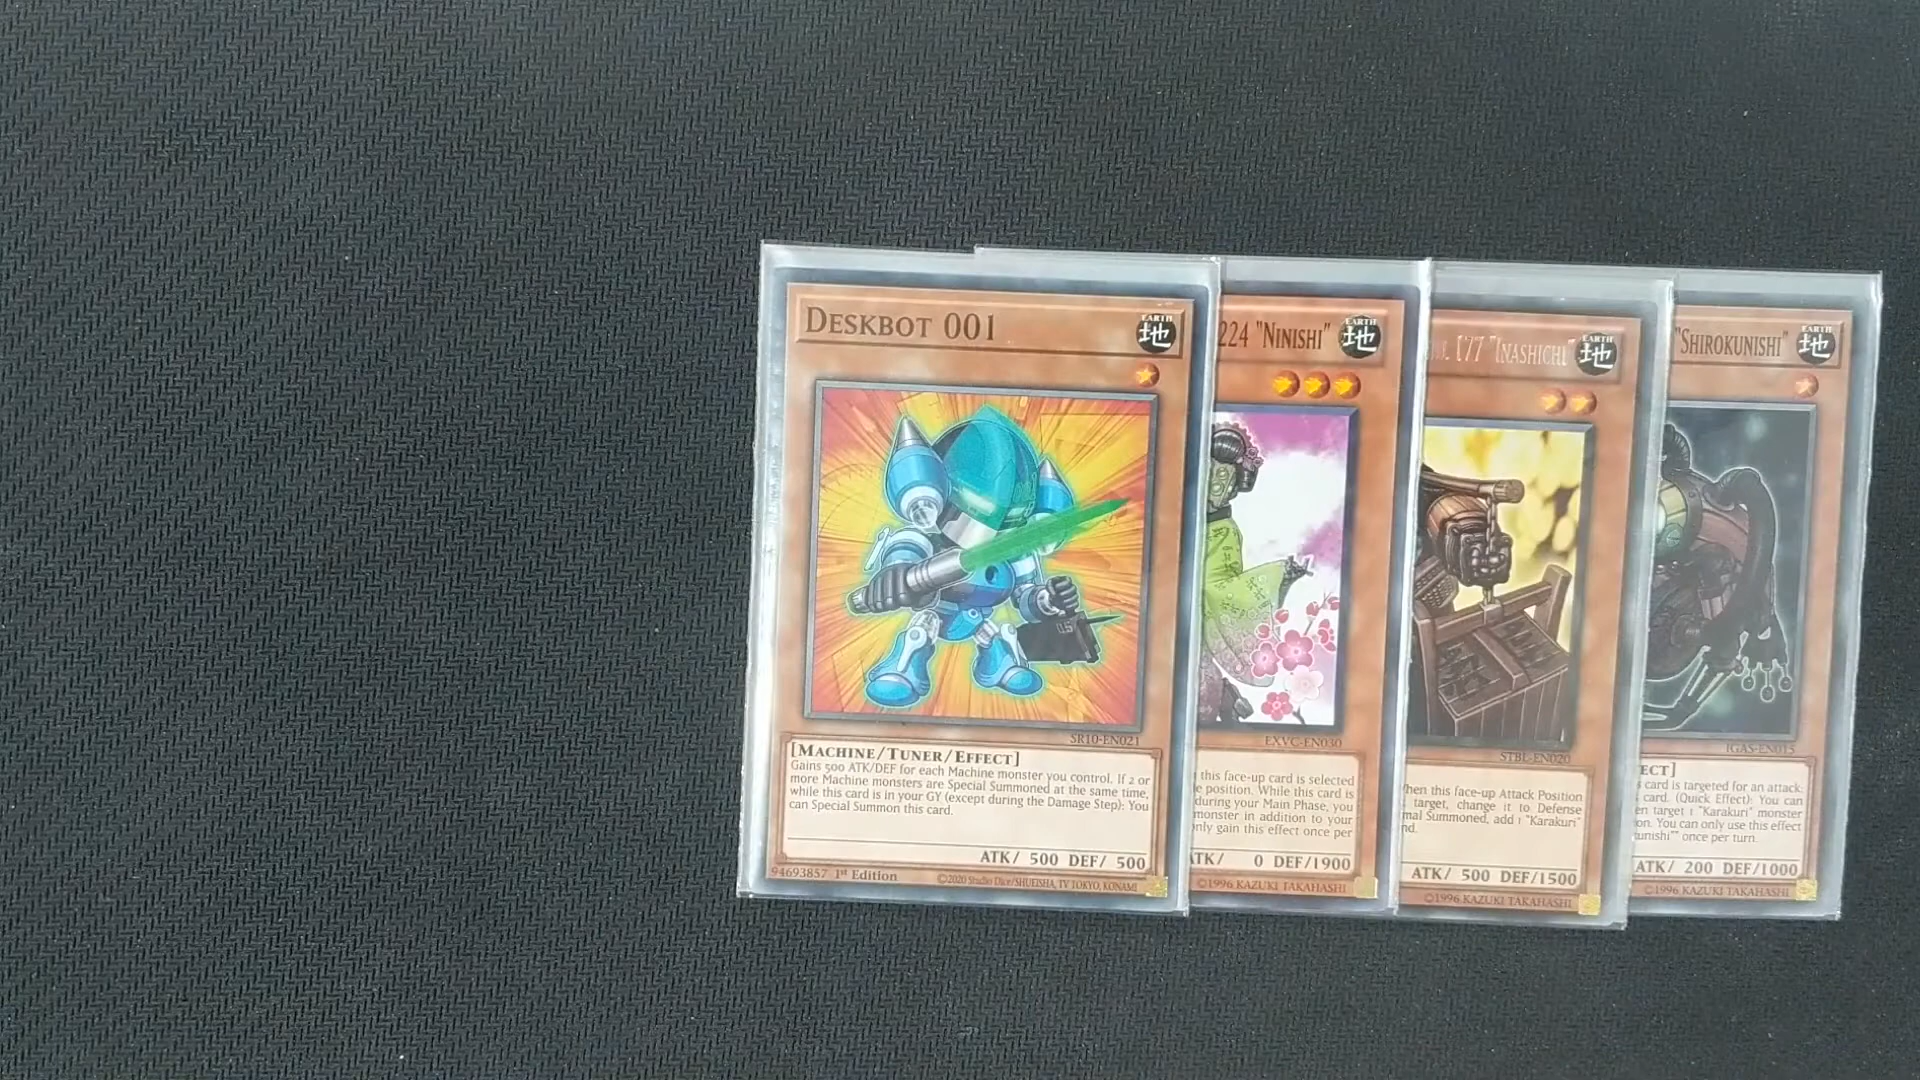 DESKBOT 001
EARTH
地
SR10-EN021
[MACHINE/TUNER/EFFECT]
Gains 500 ATK/DEF for each Machine monster you control. If 2 or
more Machine monsters are Special Summoned at the same time,
while this card is in your GY (except during the Damage Step): You
can Special Summon this card.
ATK/ 500 DEF/ 500
94693857 1st Edition
©2020 Studio Dice/SHUEISHA, TV TOKYO, KONAMI
224 "NINISHI"
EARTH
地
EXVC-EN030
this face-up card is selected
position. While this card is
during your Main Phase, you
monster in addition to your
only gain this effect once per
ATK/ 0 DEF/1900
©1996 KAZUKI TAKAHASHI
177 "INASHICHI"
EARTH
地
STBL-EN020
When this face-up Attack Position
target, change it to Defense
Summoned, add 1 "Karakuri"
ATK/ 500 DEF/1500
©1996 KAZUKI TAKAHASHI
"SHIROKUNISHI"
EARTH
地
IGAS-EN015
card is targeted for an attack:
card. (Quick Effect): You can
target 1 "Karakuri" monster
You can only use this effect
once per turn.
ATK/ 200 DEF/1000
©1996 KAZUKI TAKAHASHI